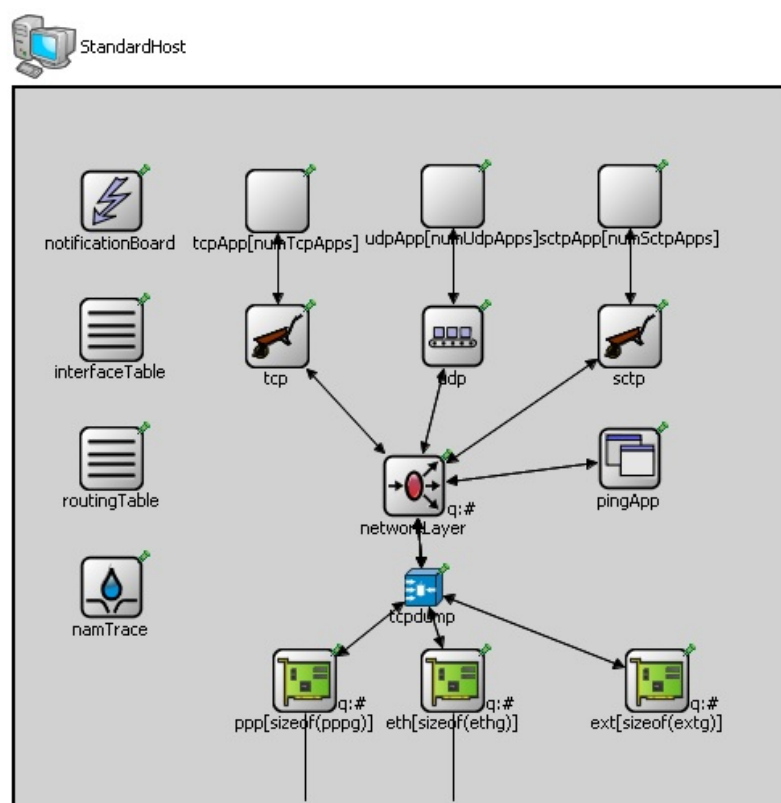 StandardHost
notificationBoard
tcpApp[numTcpApps]
udpApp[numUdpApps]
sctpApp[numSctpApps]
interfaceTable
tcp
udp
sctp
routingTable
q:#
networkLayer
pingApp
namTrace
tcpdump
q:#
ppp[sizeof(pppg)]
q:#
eth[sizeof(ethg)]
q:#
ext[sizeof(extg)]